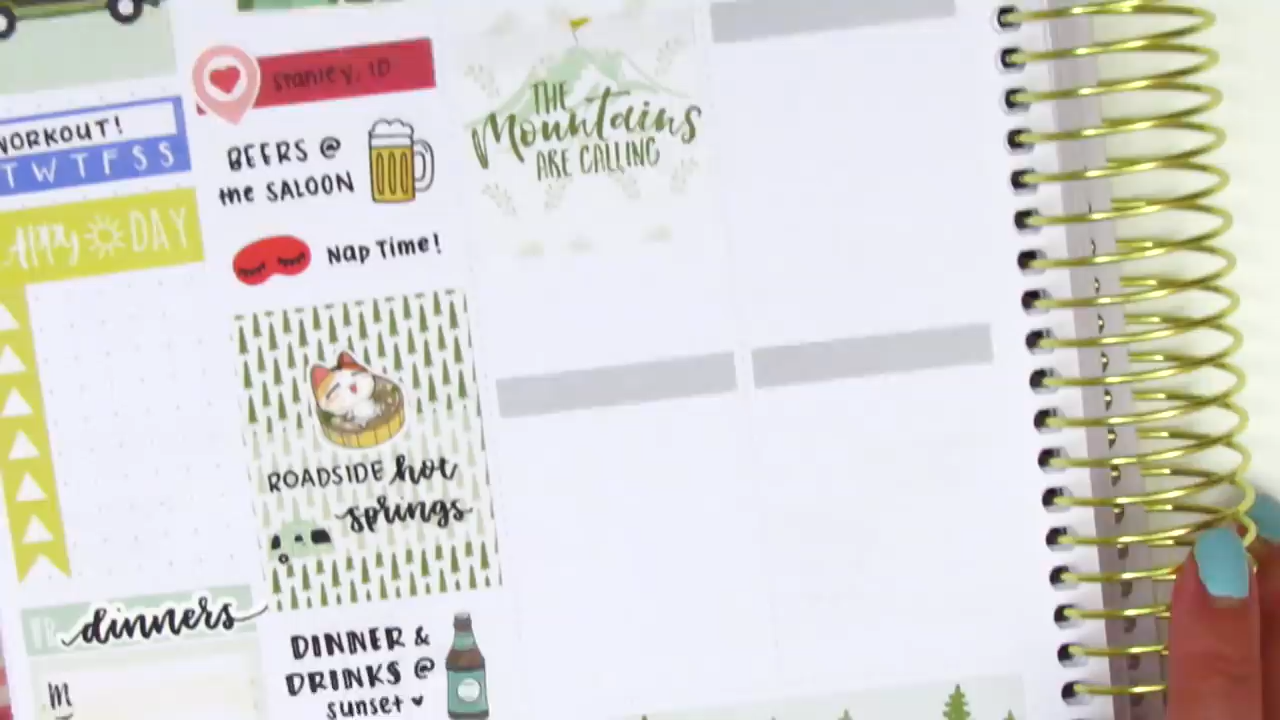 WORKOUT!
T W T F S S
Happy DAY
dinners
M
Stanley, ID
BEERS @
the SALOON
Nap Time!
ROADSIDE hot
springs
DINNER &
DRINKS @
sunset
THE
Mountains
ARE CALLING